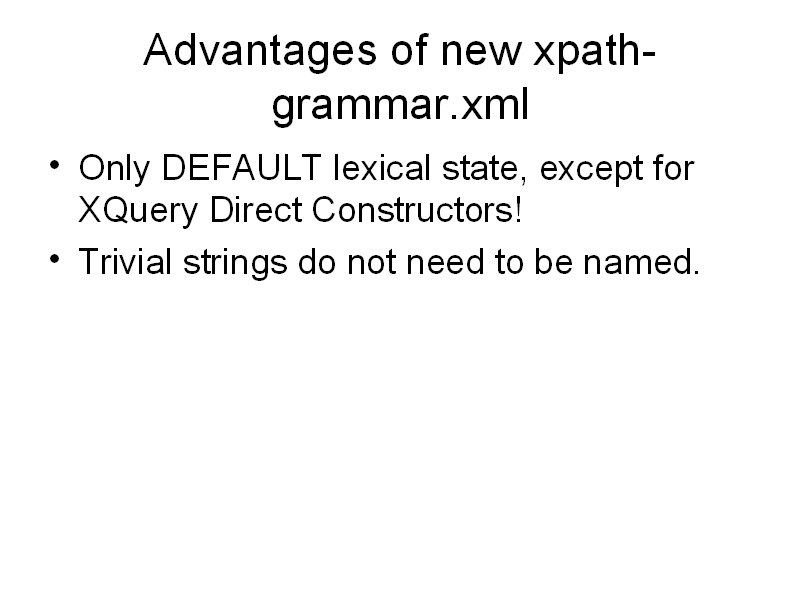 Advantages of new xpath-
grammar.xml
• Only DEFAULT lexical state, except for
XQuery Direct Constructors!
• Trivial strings do not need to be named.